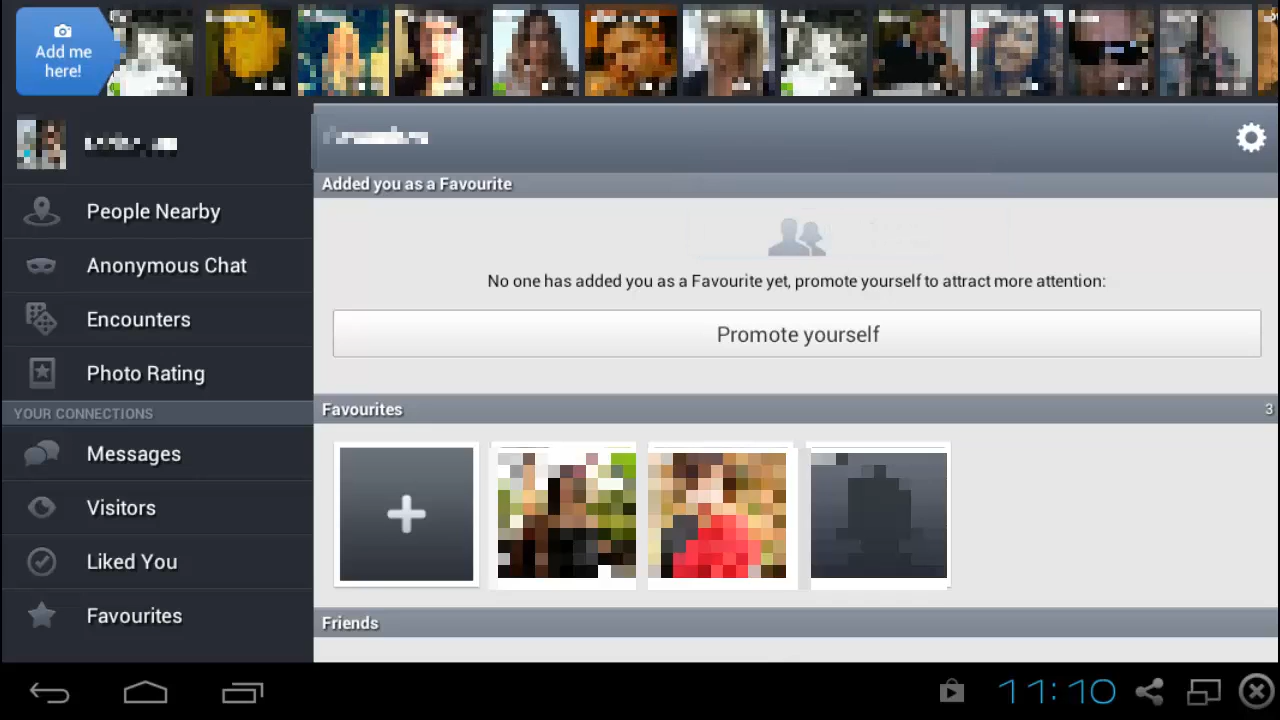 Add me
here!
People Nearby
Anonymous Chat
Encounters
Photo Rating
YOUR CONNECTIONS
Messages
Visitors
Liked You
Favourites
Added you as a Favourite
No one has added you as a Favourite yet, promote yourself to attract more attention:
Promote yourself
Favourites 3
Friends
11:10